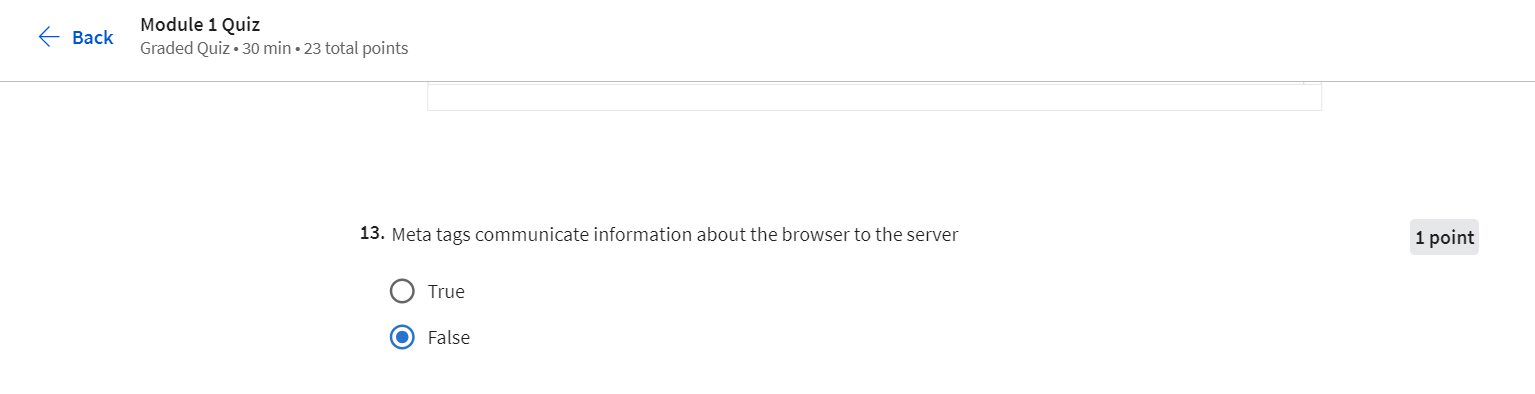 Back
Module 1 Quiz
Graded Quiz • 30 min • 23 total points
13. Meta tags communicate information about the browser to the server
1 point
True
False